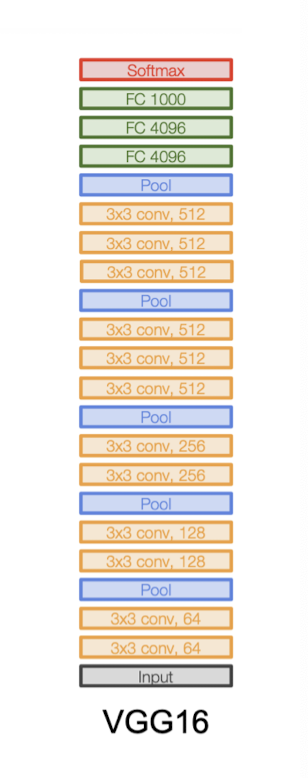 Softmax
FC 1000
FC 4096
FC 4096
Pool
3x3 conv, 512
3x3 conv, 512
3x3 conv, 512
Pool
3x3 conv, 512
3x3 conv, 512
3x3 conv, 512
Pool
3x3 conv, 256
3x3 conv, 256
Pool
3x3 conv, 128
3x3 conv, 128
Pool
3x3 conv, 64
3x3 conv, 64
Input
VGG16